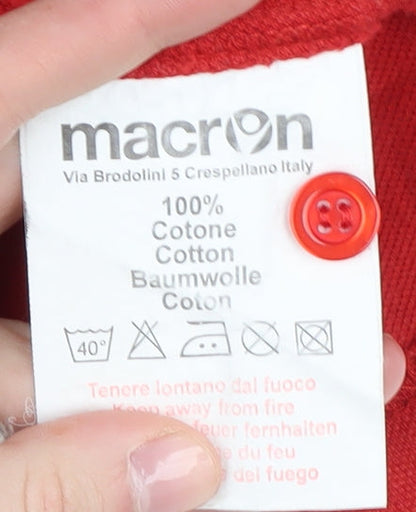 macron
Via Brodolini 5 Crespellano Italy
100%
Cotone
Cotton
Baumwolle
Coton
40°
Tenere lontano dal fuoco
Keep away from fire
feuer fernhalten
du feu
del fuego